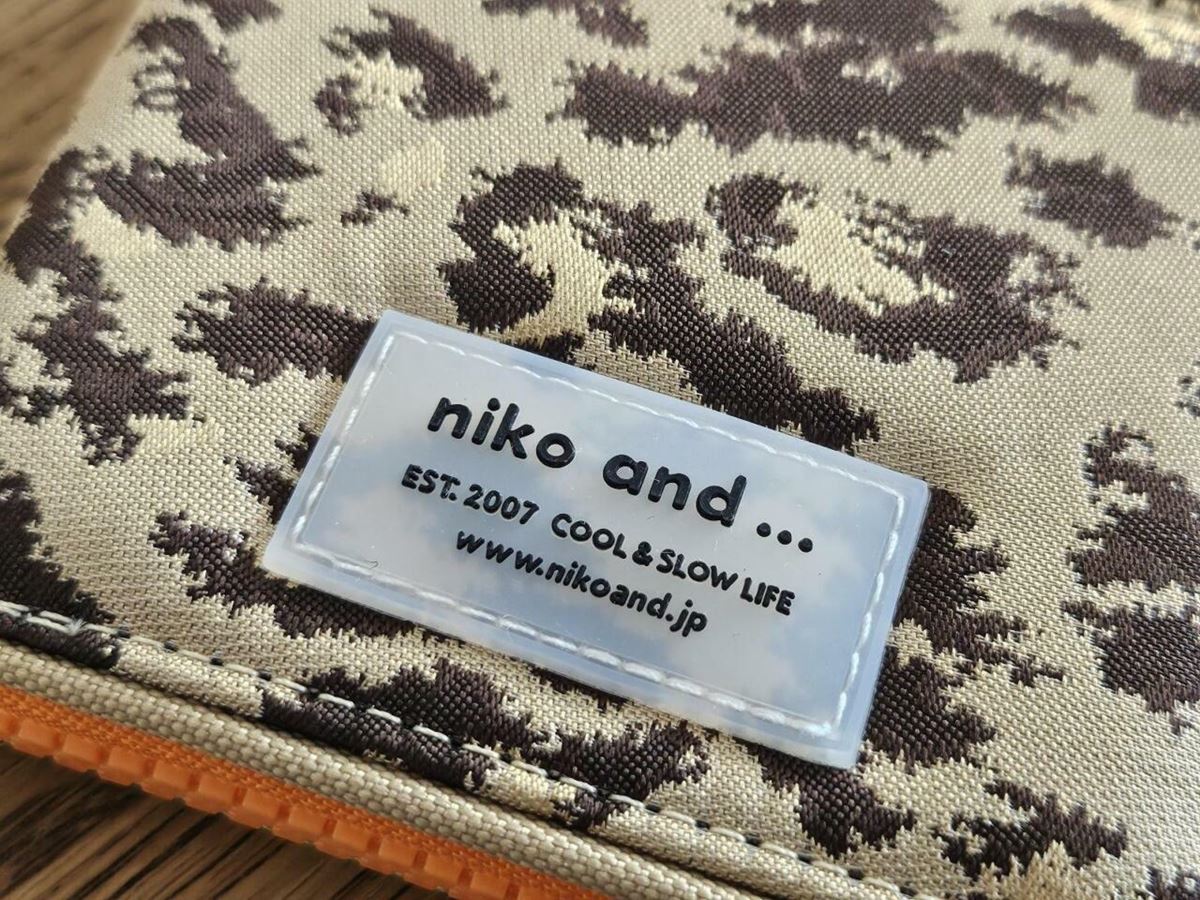 niko and ...
EST. 2007 COOL & SLOW LIFE
www.nikoand.jp